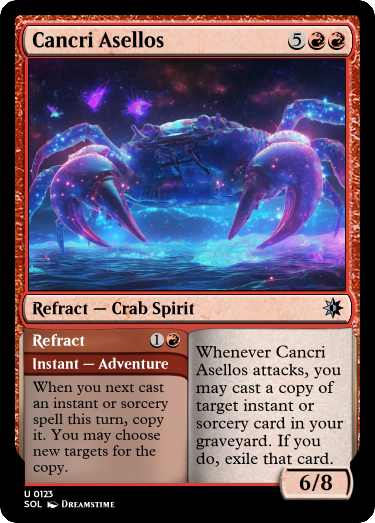 Cancri Asellos 5
Refract — Crab Spirit
Refract 1
Instant — Adventure
When you next cast
an instant or sorcery
spell this turn, copy
it. You may choose
new targets for the
copy.
Whenever Cancri
Asellos attacks, you
may cast a copy of
target instant or
sorcery card in your
graveyard. If you
do, exile that card.
6/8
U 0123
SOL DREAMSTIME